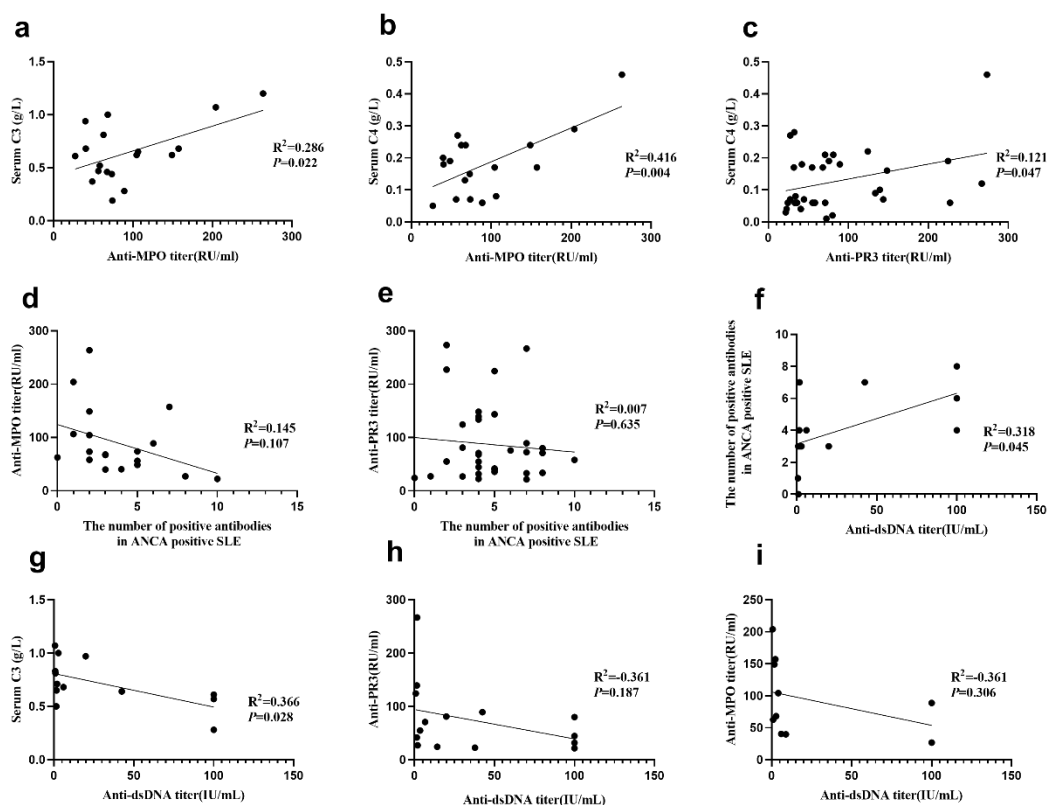 a
b
c
1.5
1.0
0.5
0.0
Serum C3 (g/L)
R²=0.286
P=0.022
0 100 200 300
Anti-MPO titer(RU/ml)
0.5
0.4
0.3
0.2
0.1
0.0
Serum C4 (g/L)
R²=0.416
P=0.004
0 100 200 300
Anti-MPO titer(RU/ml)
0.5
0.4
0.3
0.2
0.1
0.0
Serum C4 (g/L)
R²=0.121
P=0.047
0 100 200 300
Anti-PR3 titer(RU/ml)
d
e
f
300
200
100
0
Anti-MPO titer(RU/ml)
R²=0.145
P=0.107
0 5 10 15
The number of positive antibodies
in ANCA positive SLE
300
200
100
0
Anti-PR3 titer(RU/ml)
R²=0.007
P=0.635
0 5 10 15
The number of positive antibodies
in ANCA positive SLE
8
6
4
2
0
The number of positive antibodies
in ANCA positive SLE
R²=0.318
P=0.045
0 50 100 150
Anti-dsDNA titer(IU/mL)
g
h
i
1.5
1.0
0.5
0.0
Serum C3 (g/L)
R²=0.366
P=0.028
0 50 100 150
Anti-dsDNA titer(IU/mL)
300
200
100
0
Anti-PR3(RU/ml)
R²=-0.361
P=0.187
0 50 100 150
Anti-dsDNA titer(IU/mL)
250
200
150
100
50
0
Anti-MPO titer(RU/ml)
R²=-0.361
P=0.306
0 50 100 150
Anti-dsDNA titer(IU/mL)